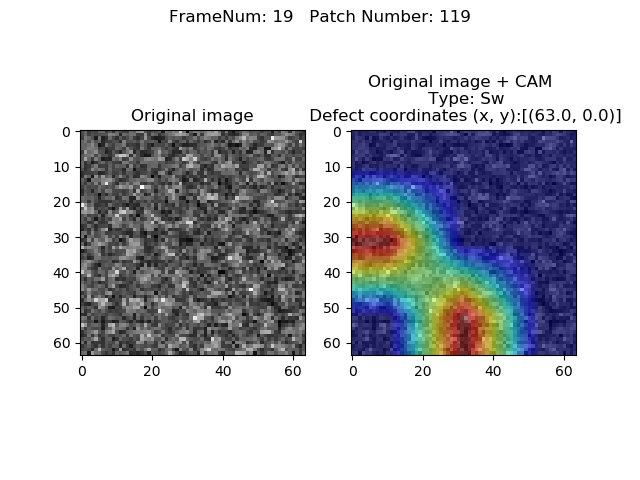 FrameNum: 19   Patch Number: 119
Original image
0
10
20
30
40
50
60
0 20 40 60
Original image + CAM
Type: Sw
Defect coordinates (x, y):[(63.0, 0.0)]
0
10
20
30
40
50
60
0 20 40 60